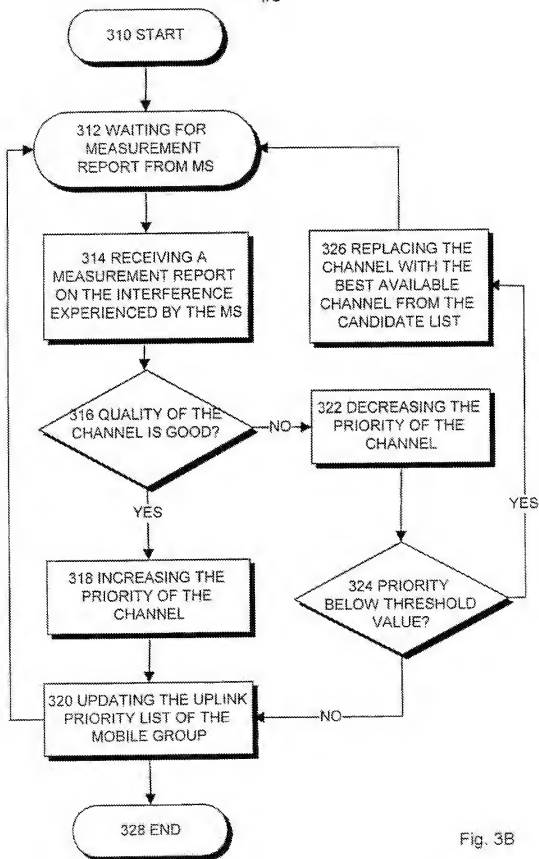 310 START
312 WAITING FOR
MEASUREMENT
REPORT FROM MS
314 RECEIVING A
MEASUREMENT REPORT
ON THE INTERFERENCE
EXPERIENCED BY THE MS
326 REPLACING THE
CHANNEL WITH THE
BEST AVAILABLE
CHANNEL FROM THE
CANDIDATE LIST
316 QUALITY OF THE
CHANNEL IS GOOD?
NO
322 DECREASING THE
PRIORITY OF THE
CHANNEL
YES
YES
318 INCREASING THE
PRIORITY OF THE
CHANNEL
324 PRIORITY
BELOW THRESHOLD
VALUE?
320 UPDATING THE UPLINK
PRIORITY LIST OF THE
MOBILE GROUP
NO
328 END
Fig. 3B